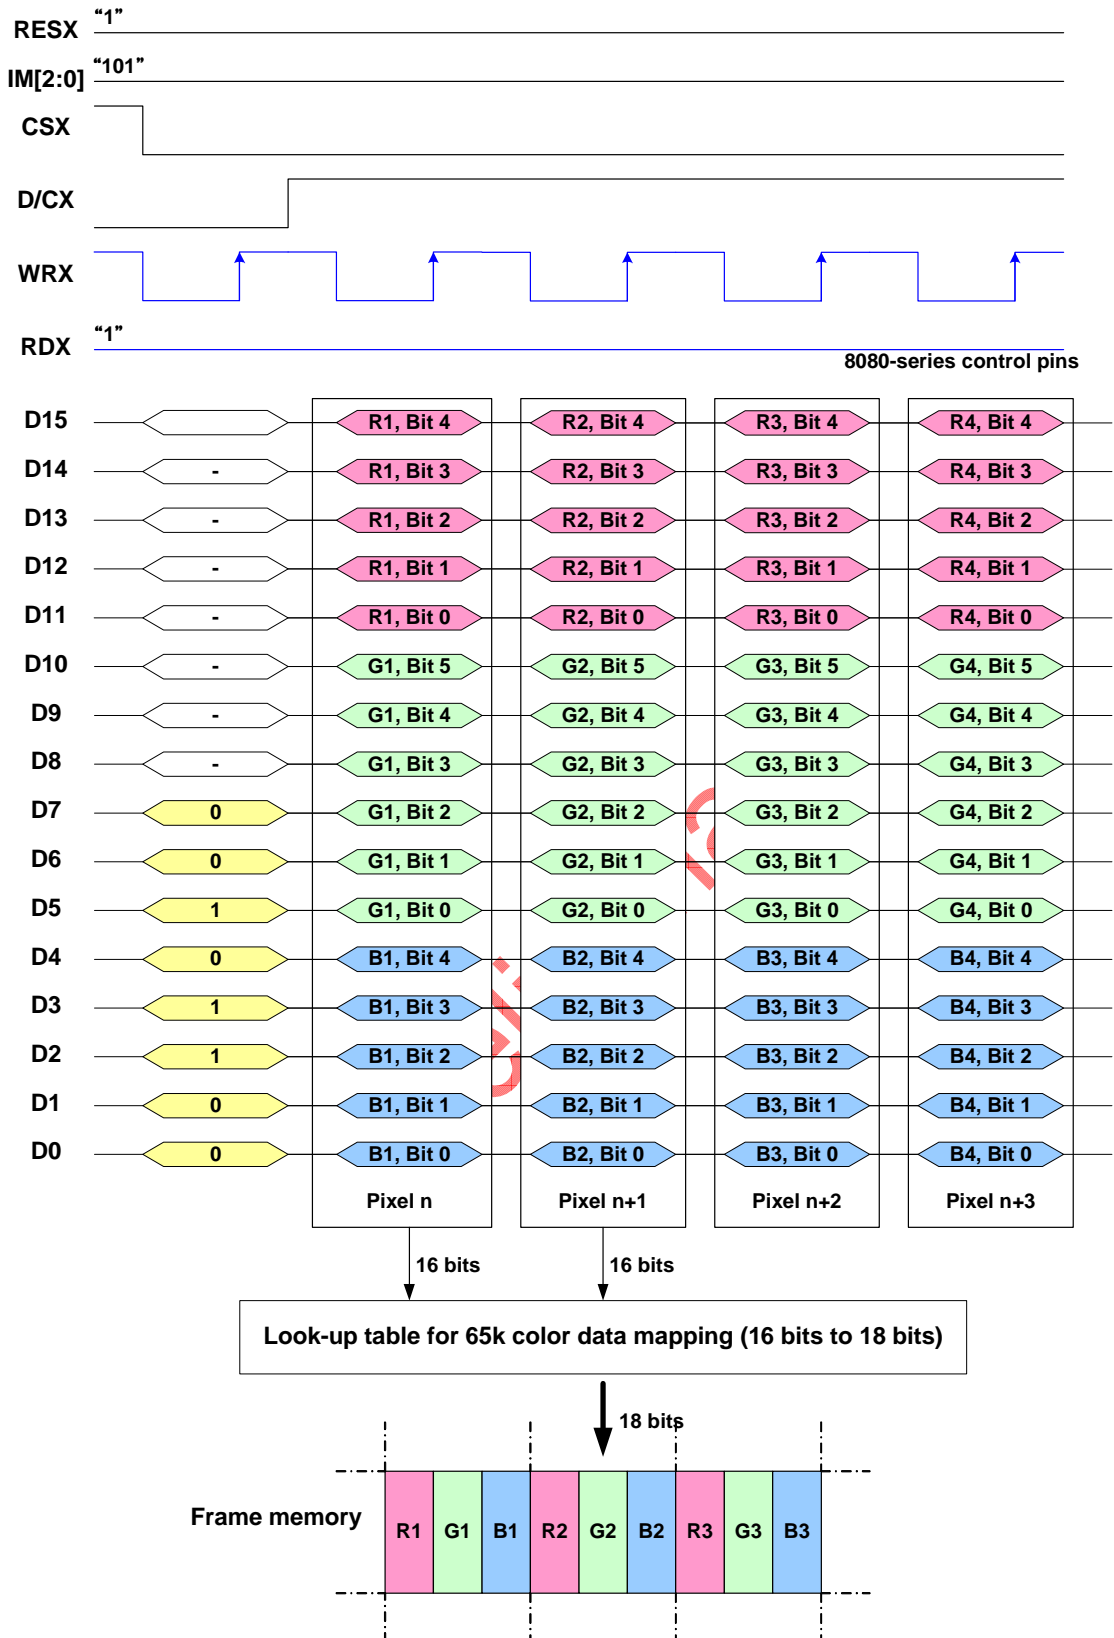 RESX "1"
IM[2:0] "101"
CSX
D/CX
WRX
RDX "1"
8080-series control pins
D15 R1, Bit 4 R2, Bit 4 R3, Bit 4 R4, Bit 4
D14 - R1, Bit 3 R2, Bit 3 R3, Bit 3 R4, Bit 3
D13 - R1, Bit 2 R2, Bit 2 R3, Bit 2 R4, Bit 2
D12 - R1, Bit 1 R2, Bit 1 R3, Bit 1 R4, Bit 1
D11 - R1, Bit 0 R2, Bit 0 R3, Bit 0 R4, Bit 0
D10 - G1, Bit 5 G2, Bit 5 G3, Bit 5 G4, Bit 5
D9 - G1, Bit 4 G2, Bit 4 G3, Bit 4 G4, Bit 4
D8 - G1, Bit 3 G2, Bit 3 G3, Bit 3 G4, Bit 3
D7 0 G1, Bit 2 G2, Bit 2 G3, Bit 2 G4, Bit 2
D6 0 G1, Bit 1 G2, Bit 1 G3, Bit 1 G4, Bit 1
D5 1 G1, Bit 0 G2, Bit 0 G3, Bit 0 G4, Bit 0
D4 0 B1, Bit 4 B2, Bit 4 B3, Bit 4 B4, Bit 4
D3 1 B1, Bit 3 B2, Bit 3 B3, Bit 3 B4, Bit 3
D2 1 B1, Bit 2 B2, Bit 2 B3, Bit 2 B4, Bit 2
D1 0 B1, Bit 1 B2, Bit 1 B3, Bit 1 B4, Bit 1
D0 0 B1, Bit 0 B2, Bit 0 B3, Bit 0 B4, Bit 0
Pixel n Pixel n+1 Pixel n+2 Pixel n+3
16 bits 16 bits
Look-up table for 65k color data mapping (16 bits to 18 bits)
18 bits
Frame memory
R1 G1 B1 R2 G2 B2 R3 G3 B3